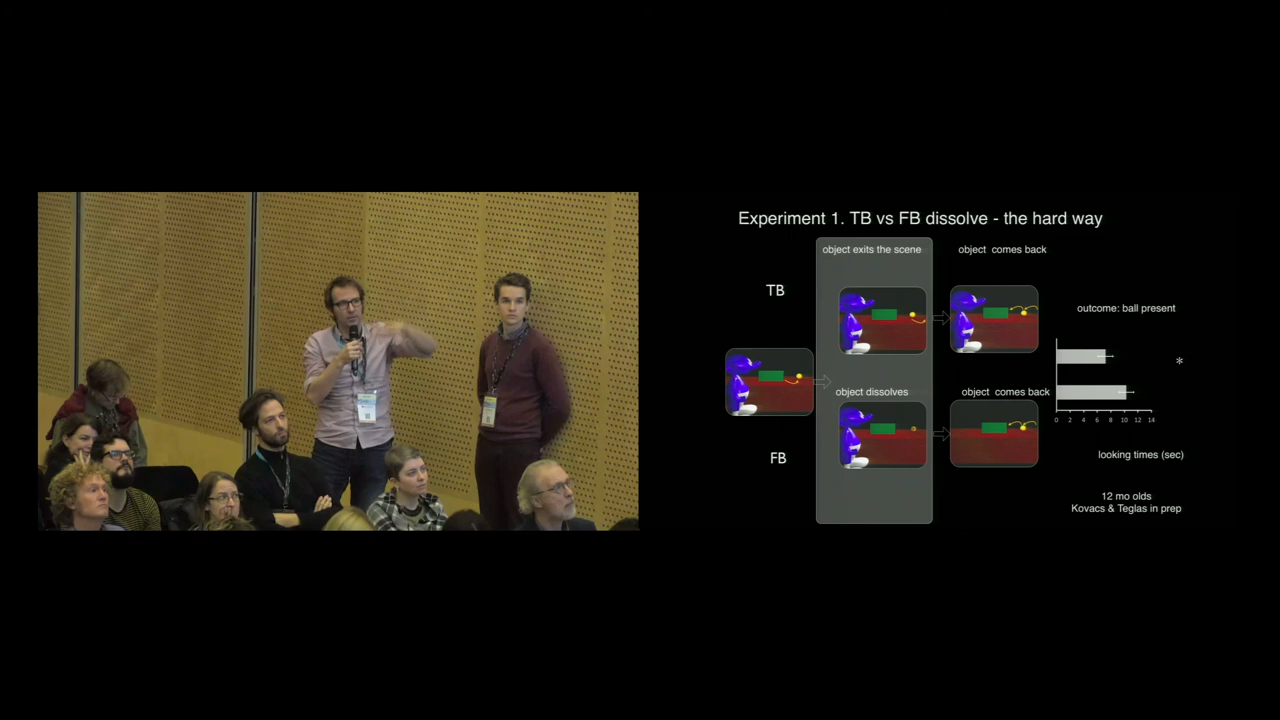 Experiment 1. TB vs FB dissolve - the hard way
object exits the scene
object comes back
TB
outcome: ball present
*
object dissolves
object comes back
0 2 4 6 8 10 12 14
FB
looking times (sec)
12 mo olds
Kovacs & Teglas in prep